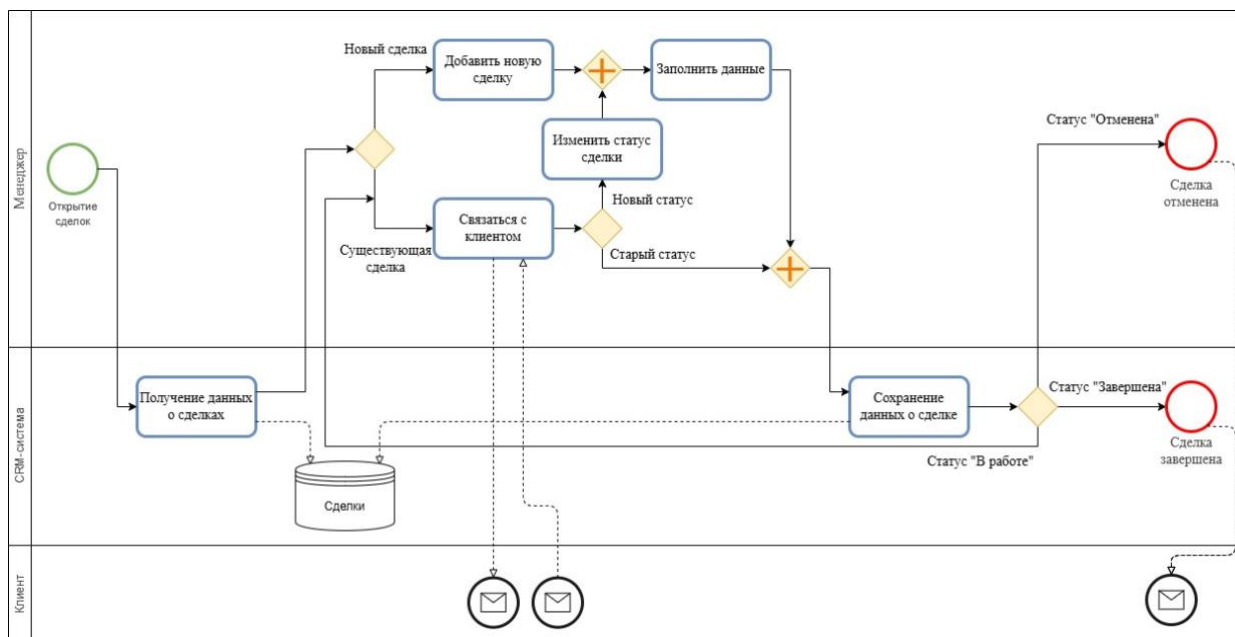 Менеджер
Новый сделка
Добавить новую
сделку
Заполнить данные
Изменить статус
сделки
Статус "Отменена"
Открытие
сделок
Новый статус
Связаться с
клиентом
Существующая
сделка
Старый статус
Сделка
отменена
CRM-система
Получение данных
о сделках
Сохранение
данных о сделке
Статус "Завершена"
Сделка
завершена
Статус "В работе"
Сделки
Клиент